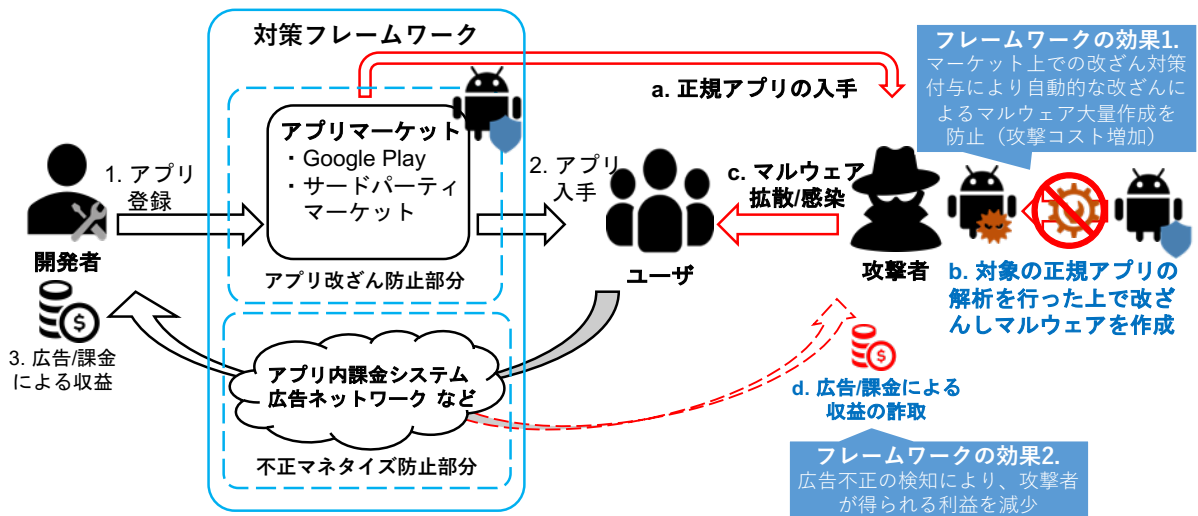 対策フレームワーク
アプリマーケット
・Google Play
・サードパーティ
マーケット
アプリ改ざん防止部分
1. アプリ
登録
2. アプリ
入手
開発者
3. 広告/課金
による収益
アプリ内課金システム
広告ネットワーク など
不正マネタイズ防止部分
ユーザ
a. 正規アプリの入手
c. マルウェア
拡散/感染
攻撃者
フレームワークの効果1.
マーケット上での改ざん対策
付与により自動的な改ざんに
よるマルウェア大量作成を
防止（攻撃コスト増加）
b. 対象の正規アプリの
解析を行った上で改ざ
んしマルウェアを作成
d. 広告/課金による
収益の詐取
フレームワークの効果2.
広告不正の検知により、攻撃者
が得られる利益を減少